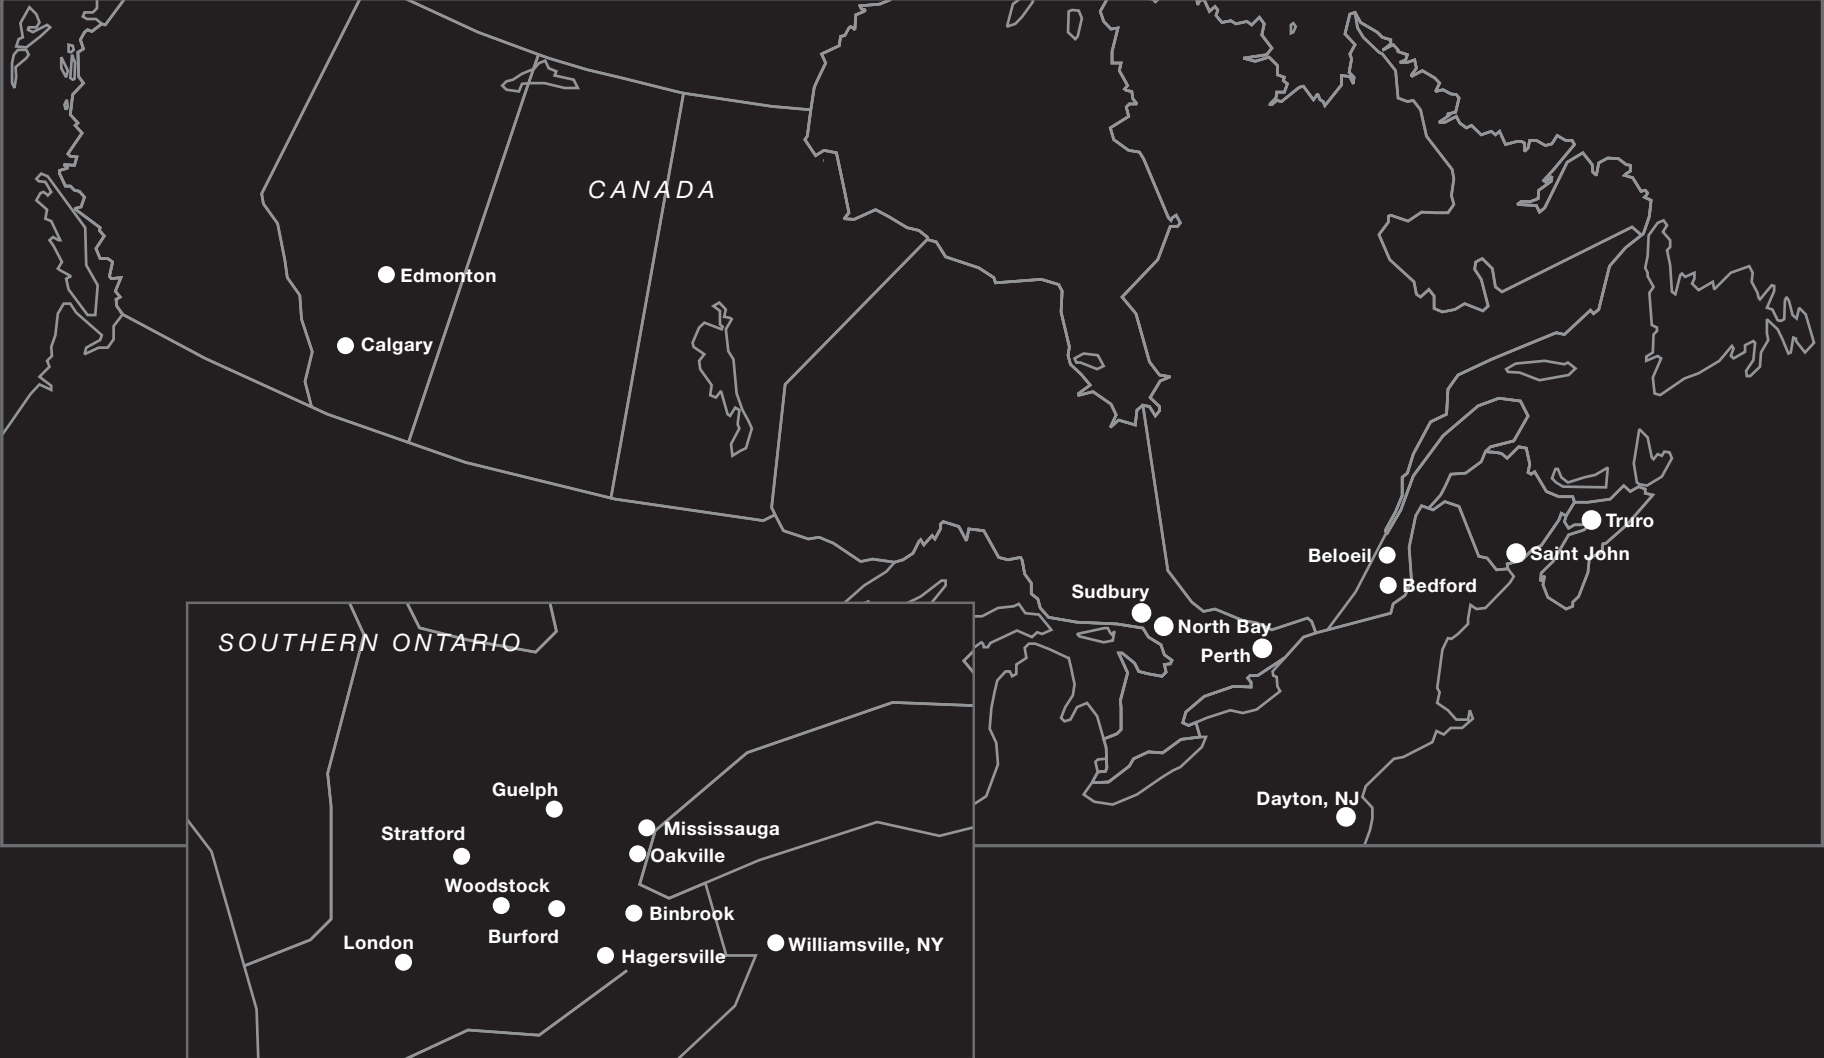 CANADA
Edmonton
Calgary
Truro
Saint John
Beloeil
Bedford
Sudbury
North Bay
Perth
Dayton, NJ
SOUTHERN ONTARIO
Guelph
Mississauga
Stratford
Oakville
Woodstock
Binbrook
Burford
London
Williamsville, NY
Hagersville